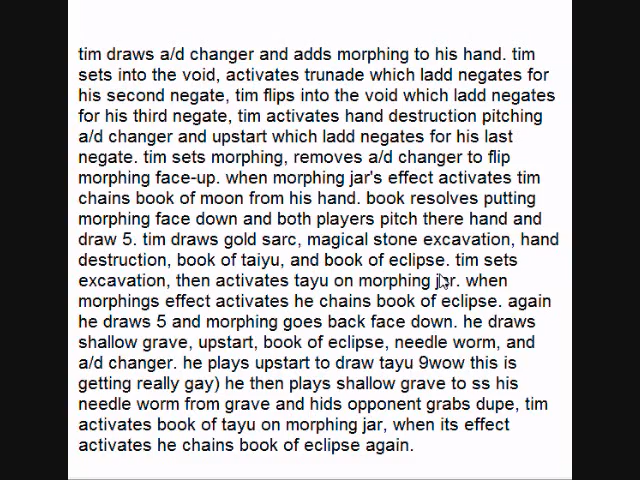 tim draws a/d changer and adds morphing to his hand. tim
sets into the void, activates trunade which ladd negates for
his second negate, tim flips into the void which ladd negates
for his third negate, tim activates hand destruction pitching
a/d changer and upstart which ladd negates for his last
negate. tim sets morphing, removes a/d changer to flip
morphing face-up. when morphing jar's effect activates tim
chains book of moon from his hand. book resolves putting
morphing face down and both players pitch there hand and
draw 5. tim draws gold sarc, magical stone excavation, hand
destruction, book of taiyu, and book of eclipse. tim sets
excavation, then activates tayu on morphing jar. when
morphings effect activates he chains book of eclipse. again
he draws 5 and morphing goes back face down. he draws
shallow grave, upstart, book of eclipse, needle worm, and
a/d changer. he plays upstart to draw tayu 9wow this is
getting really gay) he then plays shallow grave to ss his
needle worm from grave and hids opponent grabs dupe, tim
activates book of tayu on morphing jar, when its effect
activates he chains book of eclipse again.